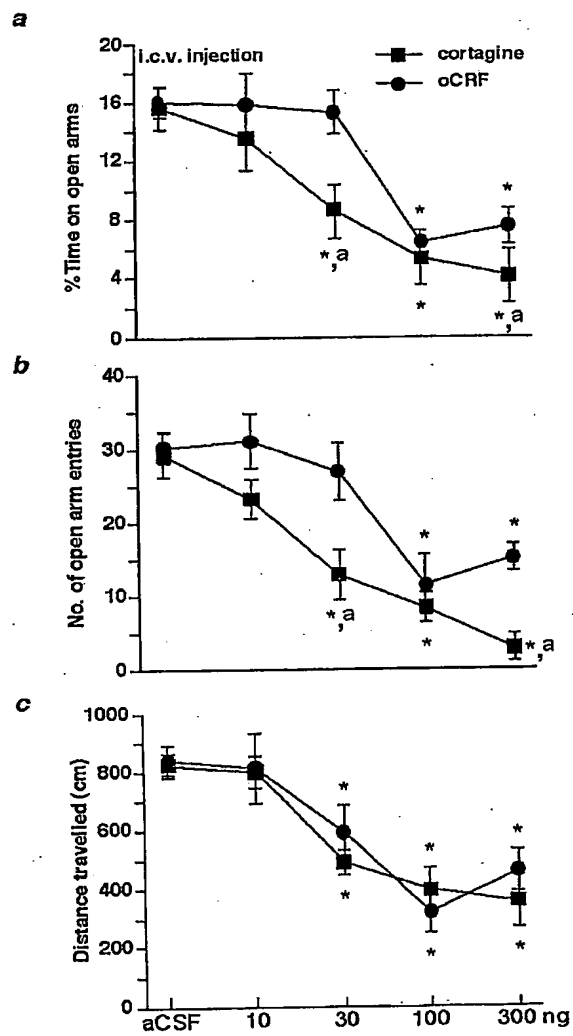 a
i.c.v. injection
cortagine
oCRF
% Time on open arms
20
16
12
8
4
0
*,a
*
*
*
*,a
b
No. of open arm entries
40
30
20
10
0
*,a
*
*
*
*,a
c
Distance travelled (cm)
1000
800
600
400
200
0
*
*
*
*
*
*
aCSF 10 30 100 300 ng